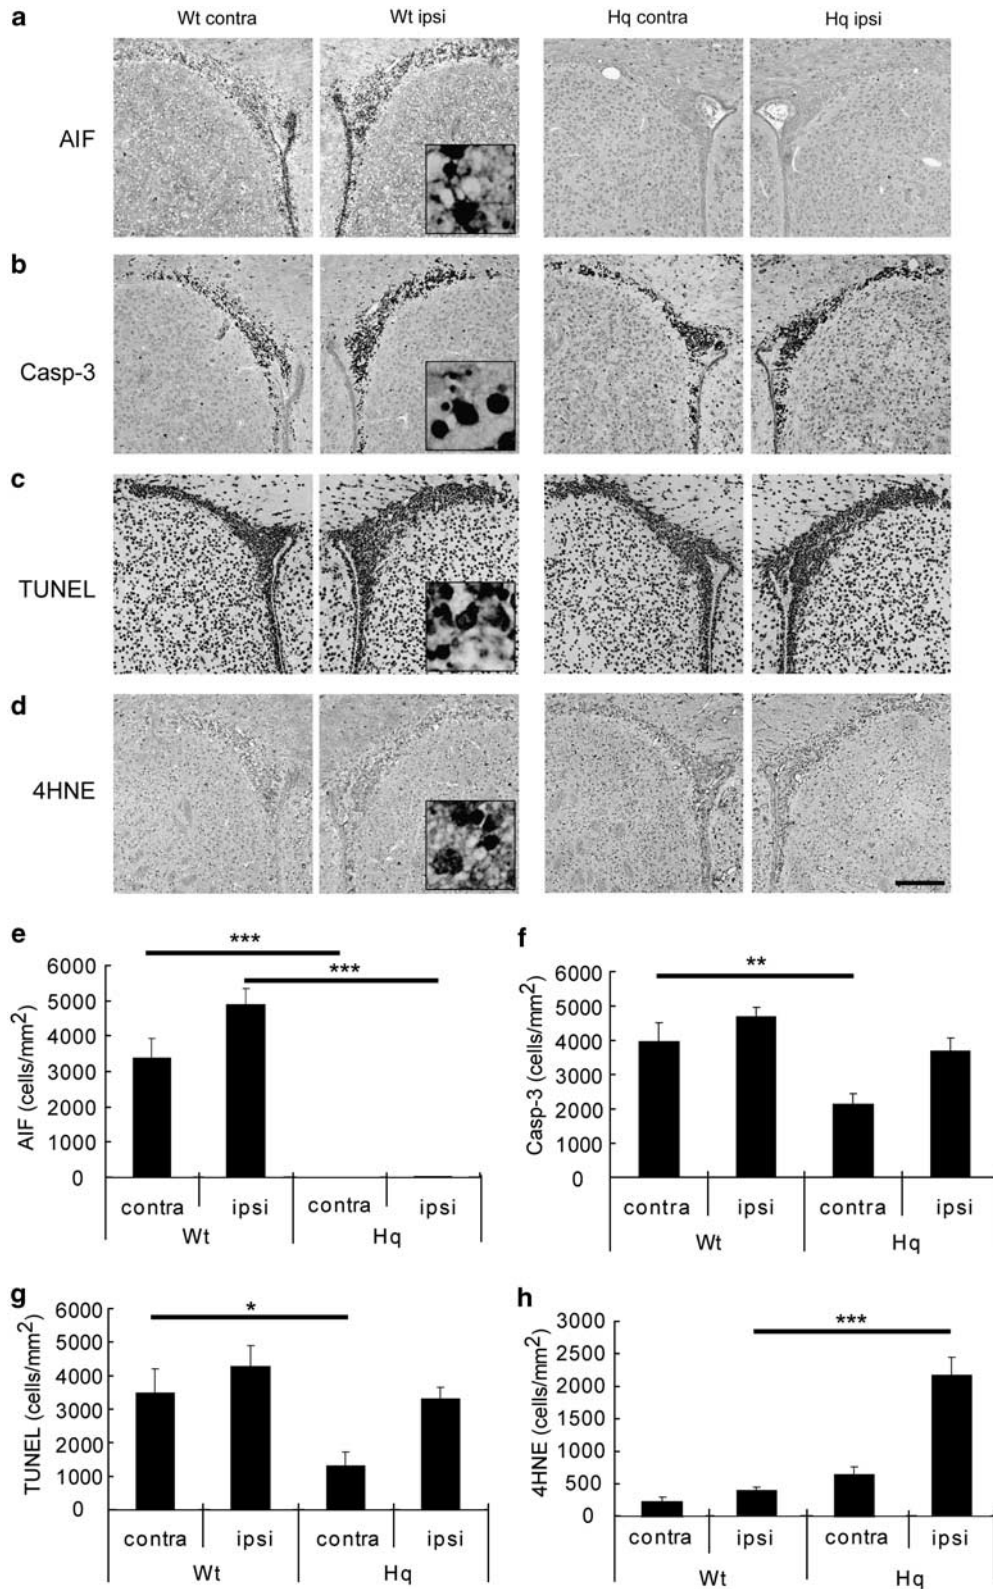 a
Wt contra
Wt ipsi
Hq contra
Hq ipsi
AIF
b
Casp-3
c
TUNEL
d
4HNE
e
***
***
AIF (cells/mm2)
6000
5000
4000
3000
2000
1000
0
contra
ipsi
contra
ipsi
Wt
Hq
f
**
Casp-3 (cells/mm2)
6000
5000
4000
3000
2000
1000
0
contra
ipsi
contra
ipsi
Wt
Hq
g
*
TUNEL (cells/mm2)
6000
5000
4000
3000
2000
1000
0
contra
ipsi
contra
ipsi
Wt
Hq
h
***
4HNE (cells/mm2)
3000
2500
2000
1500
1000
500
0
contra
ipsi
contra
ipsi
Wt
Hq